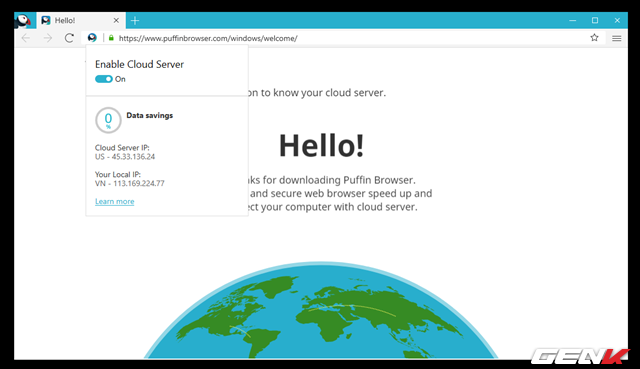 Hello!
https://www.puffinbrowser.com/windows/welcome/
Enable Cloud Server
On
on to know your cloud server.
0
%
Data savings
Cloud Server IP:
US - 45.33.136.24
Your Local IP:
VN - 113.169.224.77
Learn more
Hello!
nks for downloading Puffin Browser.
and secure web browser speed up and
ect your computer with cloud server.
GENK